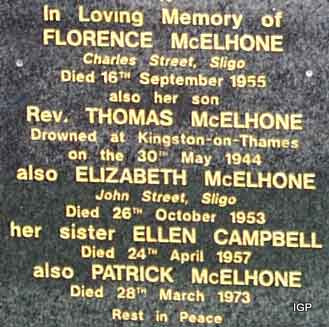 In Loving Memory of
FLORENCE McELHONE
Charles Street, Sligo
Died 16TH September 1955
also her son
Rev. THOMAS McELHONE
Drowned at Kingston-on-Thames
on the 30TH May 1944
also ELIZABETH McELHONE
John Street, Sligo
Died 26TH October 1953
her sister ELLEN CAMPBELL
Died 24TH April 1957
also PATRICK McELHONE
Died 28TH March 1973
Rest in Peace
IGP